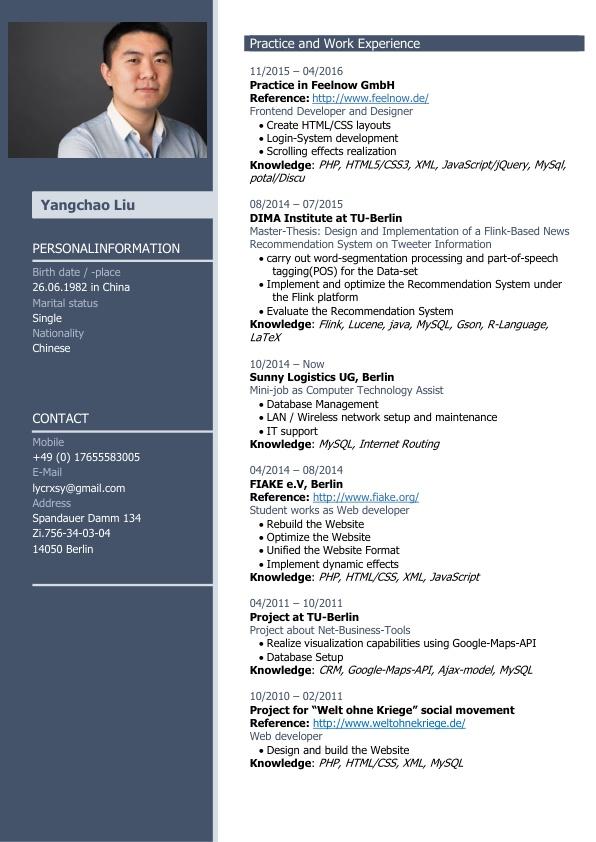 Yangchao Liu
PERSONALINFORMATION
Birth date / -place
26.06.1982 in China
Marital status
Single
Nationality
Chinese
CONTACT
Mobile
+49 (0) 17655583005
E-Mail
lycrxsy@gmail.com
Address
Spandauer Damm 134
Zi.756-34-03-04
14050 Berlin
Practice and Work Experience
11/2015 – 04/2016
Practice in Feelnow GmbH
Reference: http://www.feelnow.de/
Frontend Developer and Designer
• Create HTML/CSS layouts
• Login-System development
• Scrolling effects realization
Knowledge: PHP, HTML5/CSS3, XML, JavaScript/jQuery, MySql,
potal/Discu
08/2014 – 07/2015
DIMA Institute at TU-Berlin
Master-Thesis: Design and Implementation of a Flink-Based News
Recommendation System on Tweeter Information
• carry out word-segmentation processing and part-of-speech
tagging(POS) for the Data-set
• Implement and optimize the Recommendation System under
the Flink platform
• Evaluate the Recommendation System
Knowledge: Flink, Lucene, java, MySQL, Gson, R-Language,
LaTeX
10/2014 – Now
Sunny Logistics UG, Berlin
Mini-job as Computer Technology Assist
• Database Management
• LAN / Wireless network setup and maintenance
• IT support
Knowledge: MySQL, Internet Routing
04/2014 – 08/2014
FIAKE e.V, Berlin
Reference: http://www.fiake.org/
Student works as Web developer
• Rebuild the Website
• Optimize the Website
• Unified the Website Format
• Implement dynamic effects
Knowledge: PHP, HTML/CSS, XML, JavaScript
04/2011 – 10/2011
Project at TU-Berlin
Project about Net-Business-Tools
• Realize visualization capabilities using Google-Maps-API
• Database Setup
Knowledge: CRM, Google-Maps-API, Ajax-model, MySQL
10/2010 – 02/2011
Project for “Welt ohne Kriege” social movement
Reference: http://www.weltohnekriege.de/
Web developer
• Design and build the Website
Knowledge: PHP, HTML/CSS, XML, MySQL